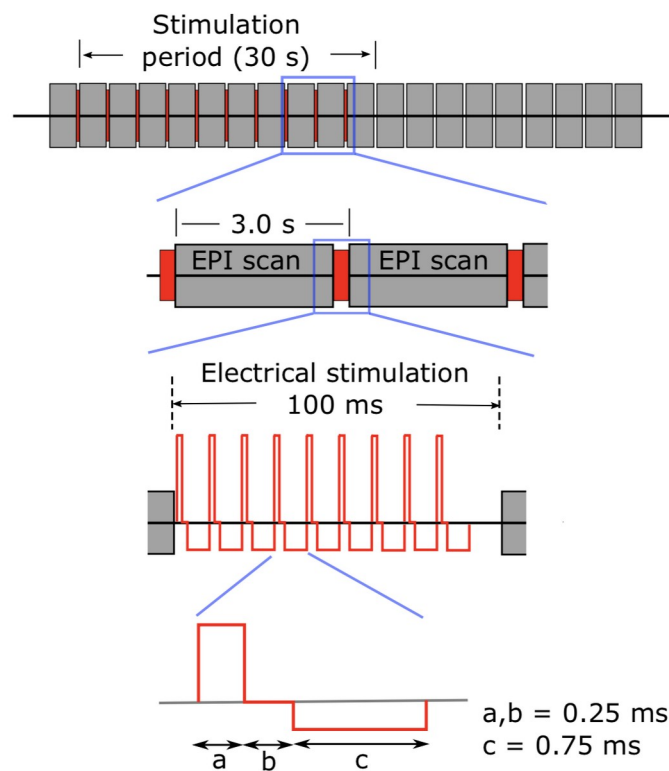 Stimulation
period (30 s)
3.0 s
EPI scan EPI scan
Electrical stimulation
100 ms
a,b = 0.25 ms
c = 0.75 ms
a b c